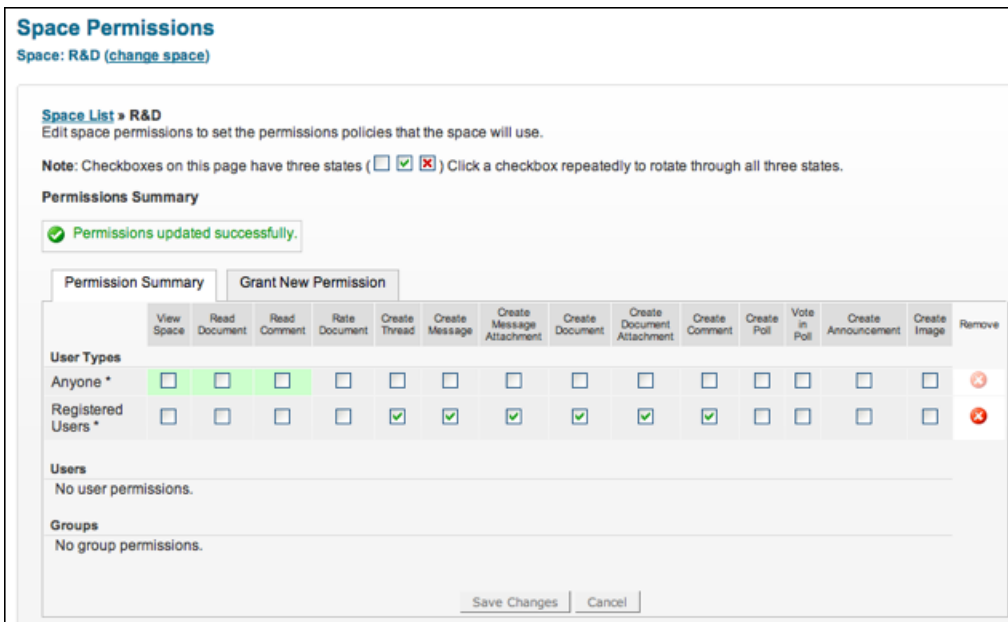 Space Permissions
Space: R&D (change space)
Space List » R&D
Edit space permissions to set the permissions policies that the space will use.
Note: Checkboxes on this page have three states ( ) Click a checkbox repeatedly to rotate through all three states.
Permissions Summary
Permissions updated successfully.
Permission Summary
Grant New Permission
View Space
Read Document
Read Comment
Rate Document
Create Thread
Create Message
Create Message Attachment
Create Document
Create Document Attachment
Create Comment
Create Poll
Vote in Poll
Create Announcement
Create Image
Remove
User Types
Anyone *
Registered Users *
Users
No user permissions.
Groups
No group permissions.
Save Changes
Cancel